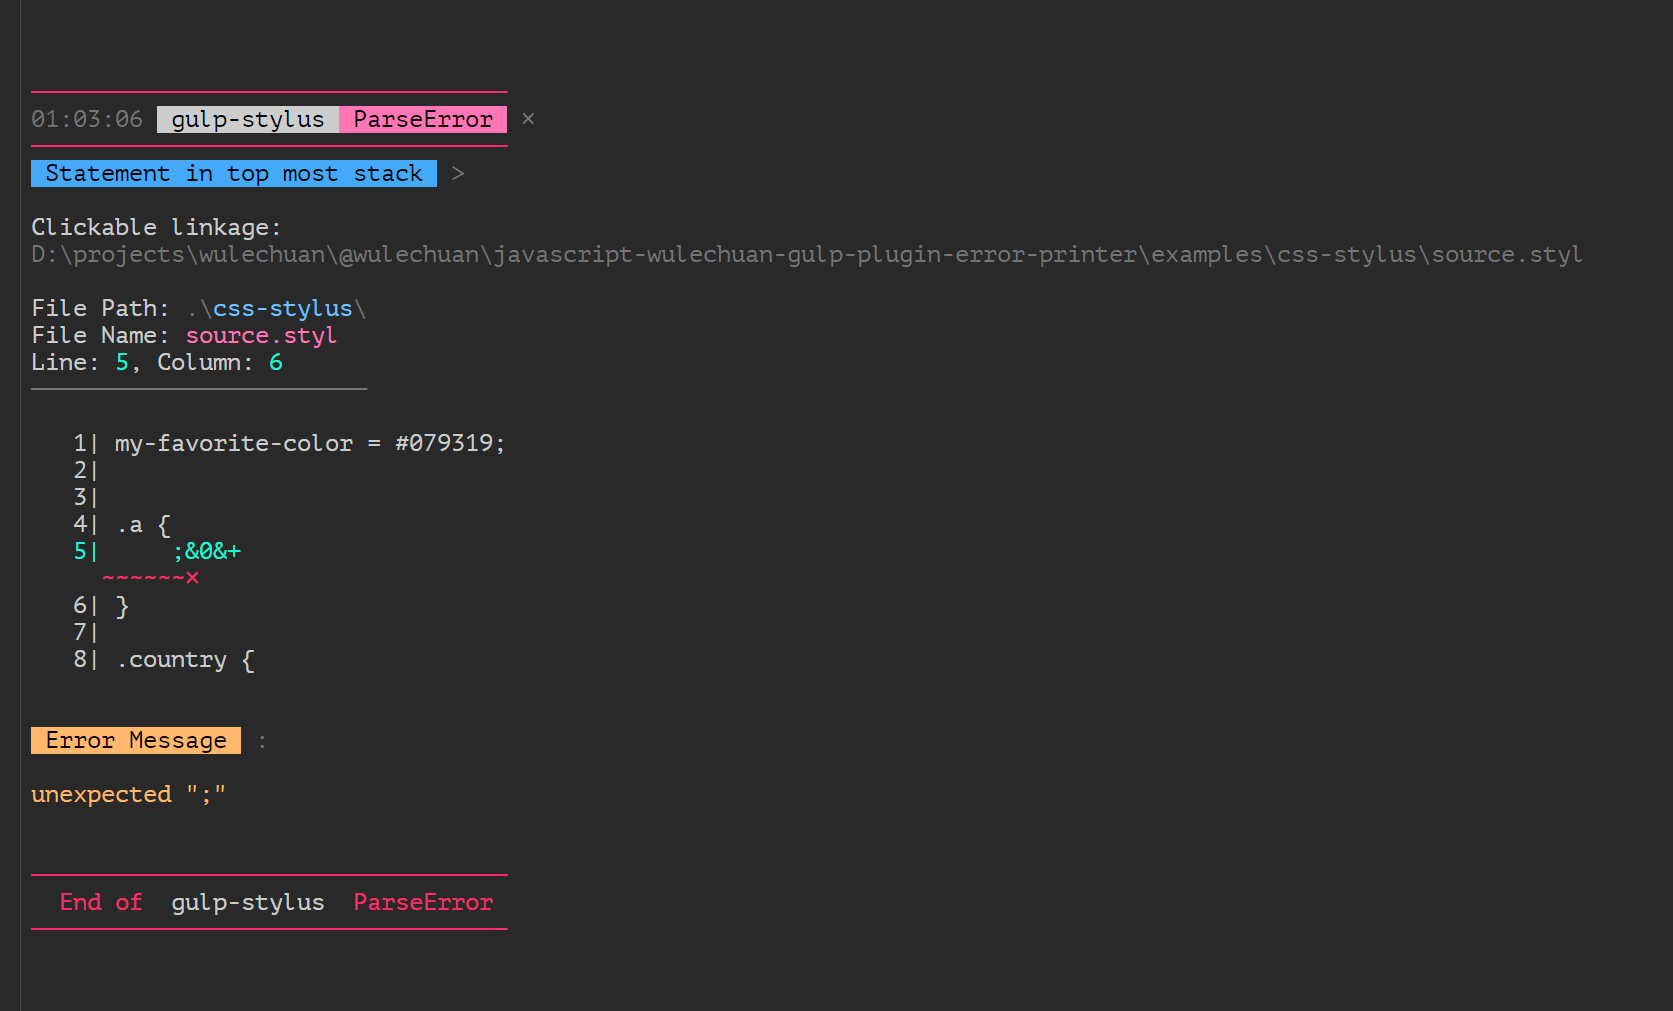 01:03:06  gulp-stylus  ParseError  ×
Statement in top most stack  >
Clickable linkage:
D:\projects\wulechuan\@wulechuan\javascript-wulechuan-gulp-plugin-error-printer\examples\css-stylus\source.styl
File Path: .\css-stylus\
File Name: source.styl
Line: 5, Column: 6
   1| my-favorite-color = #079319;
   2|
   3|
   4| .a {
   5|     ;&0&+
     ~~~~~~×
   6| }
   7|
   8| .country {
Error Message  :
unexpected ";"
End of  gulp-stylus  ParseError